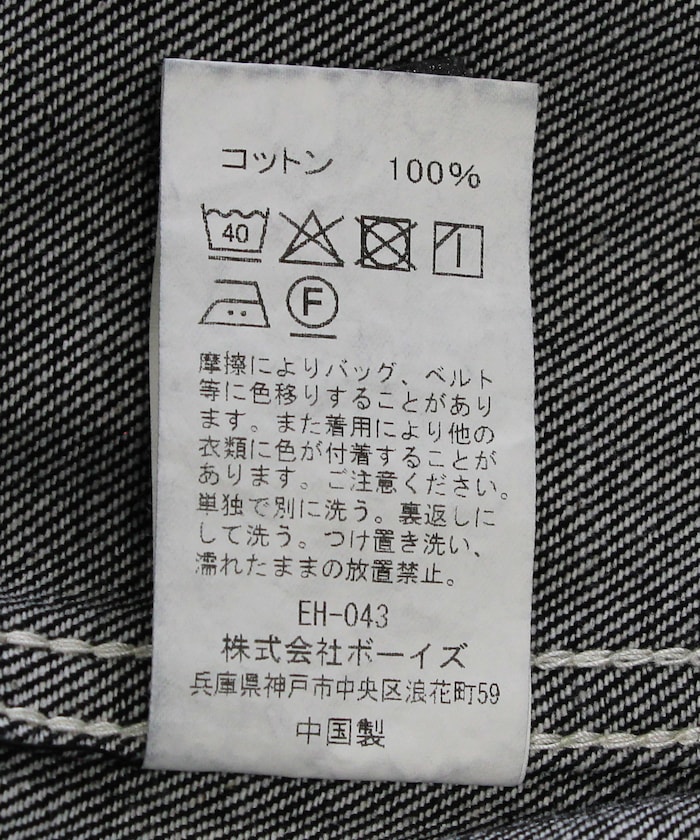 コットン 100%
40
F
摩擦によりバッグ、ベルト
等に色移りすることがあり
ます。また着用により他の
衣類に色が付着することが
あります。ご注意ください。
単独で別に洗う。裏返しに
して洗う。つけ置き洗い、
濡れたままの放置禁止。
EH-043
株式会社ボーイズ
兵庫県神戸市中央区浪花町59
中国製